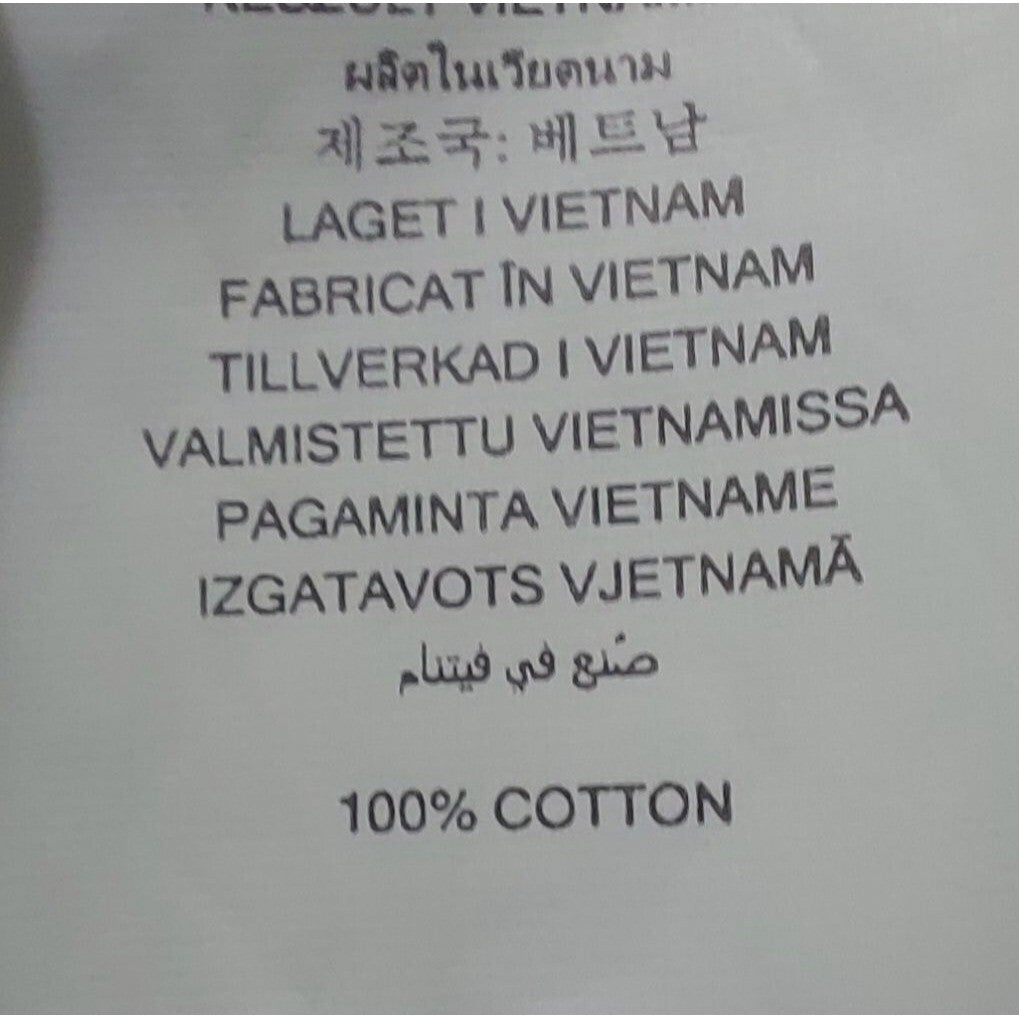 ผลิตในเวียดนาม
제조국: 베트남
LAGET I VIETNAM
FABRICAT ÎN VIETNAM
TILLVERKAD I VIETNAM
VALMISTETTU VIETNAMISSA
PAGAMINTA VIETNAME
IZGATAVOTS VJETNAMĀ
صُنع في فيتنام
100% COTTON